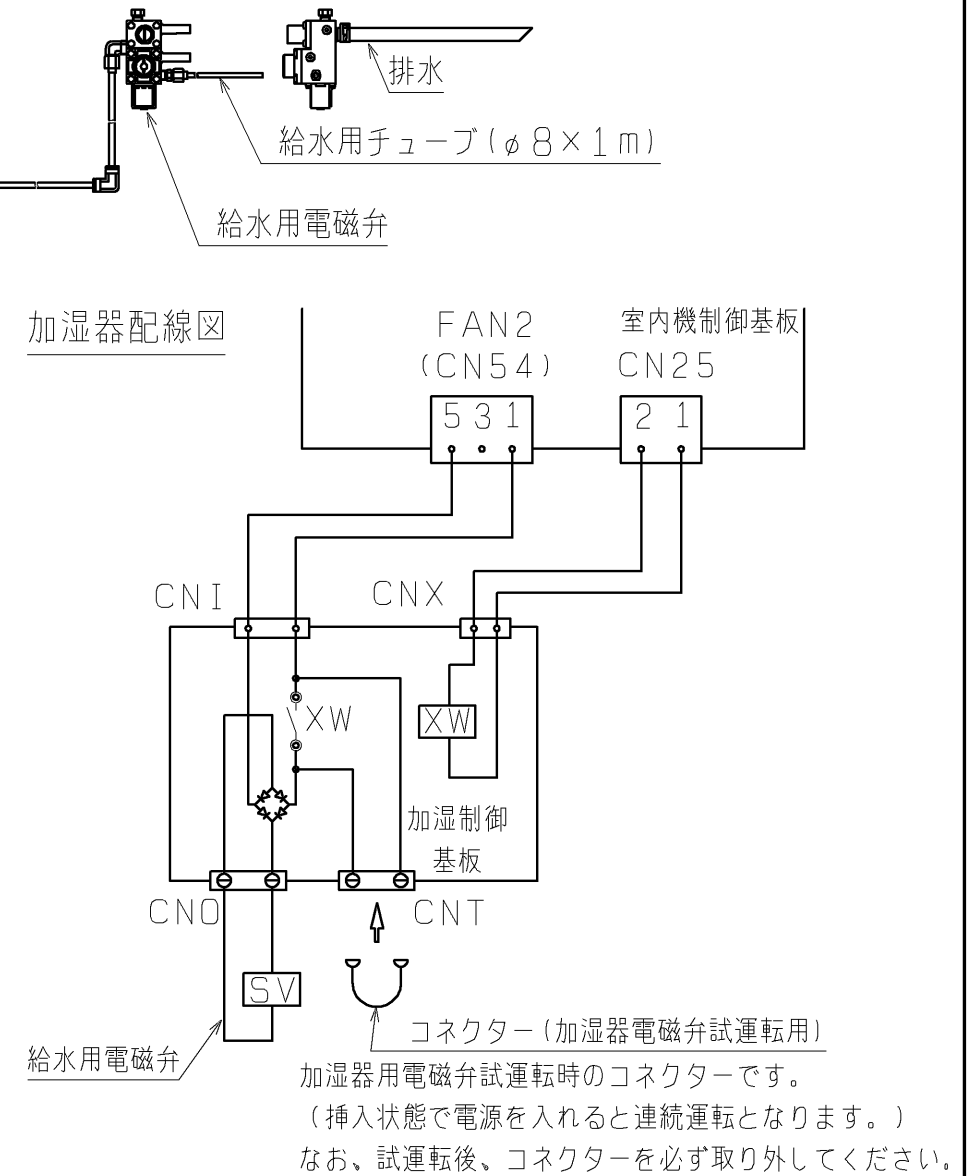 排水
給水用チューブ(φ8×1m)
給水用電磁弁
加湿器配線図
FAN2
(CN54)
室内機制御基板
CN25
5 3 1
2 1
CNI
CNX
XW
XW
加湿制御
基板
CNO
CNT
SV
給水用電磁弁
コネクター(加湿器電磁弁試運転用)
加湿器用電磁弁試運転時のコネクターです。
(挿入状態で電源を入れると連続運転となります。)
なお、試運転後、コネクターを必ず取り外してください。